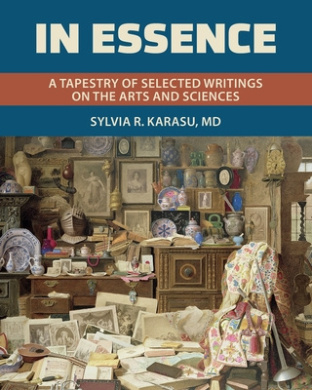 IN ESSENCE
A TAPESTRY OF SELECTED WRITINGS
ON THE ARTS AND SCIENCES
SYLVIA R. KARASU, MD